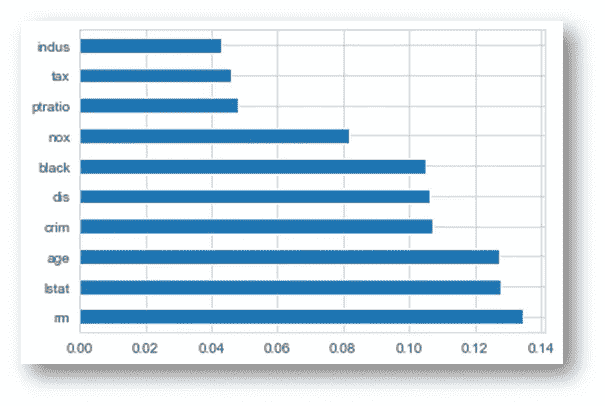 indus
tax
ptratio
nox
black
dis
crim
age
lstat
rm
0.00 0.02 0.04 0.06 0.08 0.10 0.12 0.14